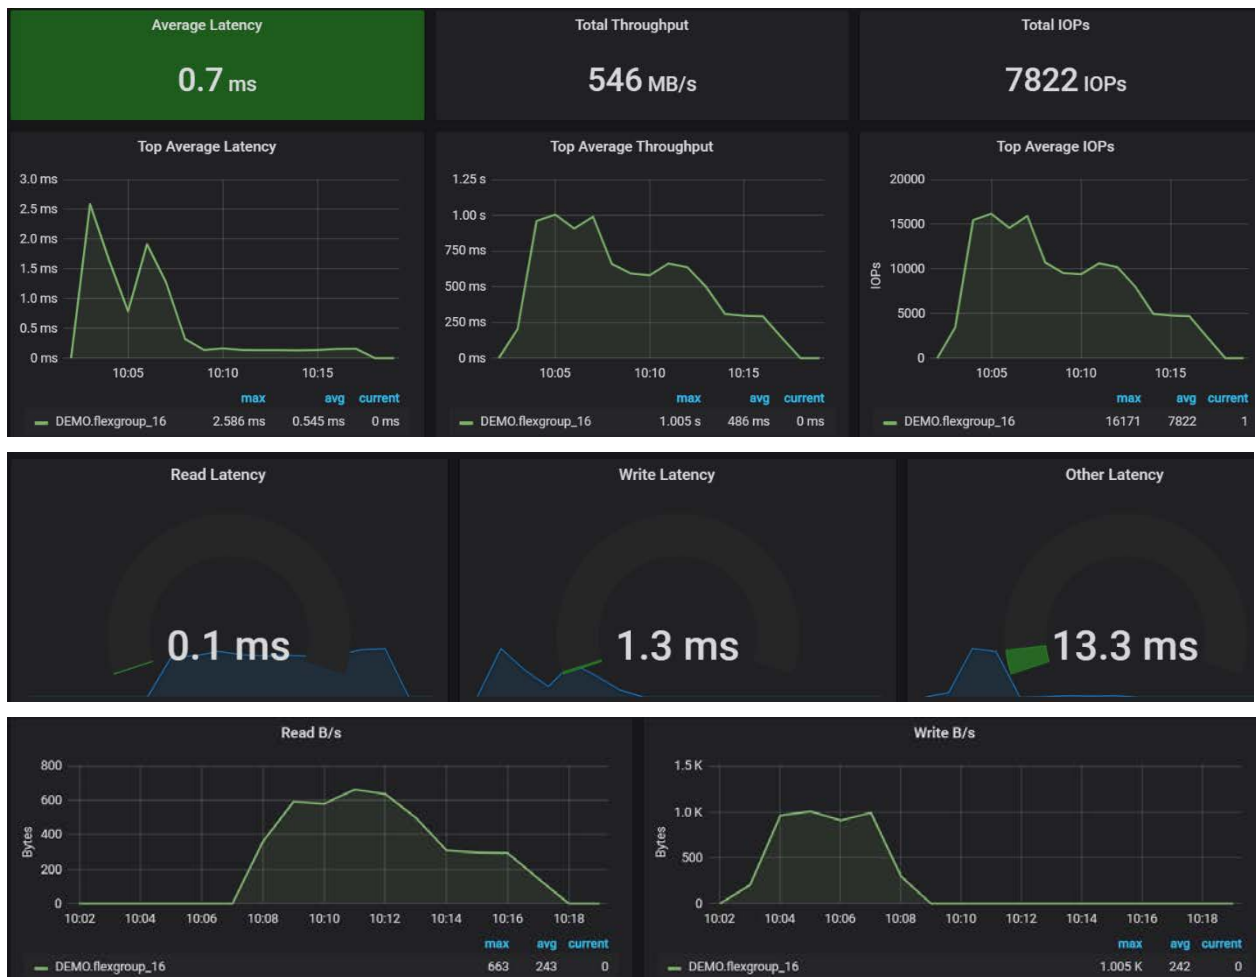 Average Latency
Total Throughput
Total IOPs
0.7 ms
546 MB/s
7822 IOPs
Top Average Latency
3.0 ms
2.5 ms
2.0 ms
1.5 ms
1.0 ms
0.5 ms
0 ms
10:05 10:10 10:15
max avg current
DEMO.flexgroup_16 2.586 ms 0.545 ms 0 ms
Top Average Throughput
1.25 s
1.00 s
750 ms
500 ms
250 ms
0 ms
10:05 10:10 10:15
max avg current
DEMO.flexgroup_16 1.005 s 486 ms 0 ms
Top Average IOPs
IOPs
20000
15000
10000
5000
0
10:05 10:10 10:15
max avg current
DEMO.flexgroup_16 16171 7822 1
Read Latency
0.1 ms
Write Latency
1.3 ms
Other Latency
13.3 ms
Read B/s
Bytes
800
600
400
200
0
10:02 10:04 10:06 10:08 10:10 10:12 10:14 10:16 10:18
max avg current
DEMO.flexgroup_16 663 243 0
Write B/s
Bytes
1.5 K
1.0 K
500
0
10:02 10:04 10:06 10:08 10:10 10:12 10:14 10:16 10:18
max avg current
DEMO.flexgroup_16 1.005 K 242 0